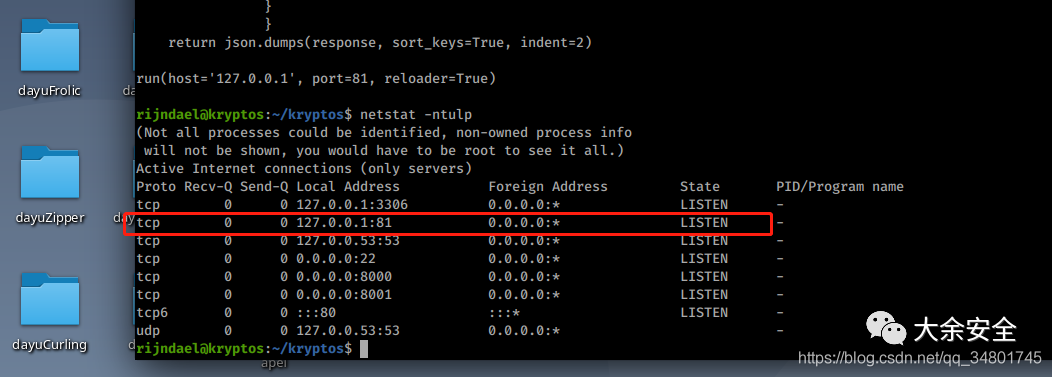 dayuFrolic
dayuZipper
dayuCurling
}
}
return json.dumps(response, sort_keys=True, indent=2)
run(host='127.0.0.1', port=81, reloader=True)
rijndael@kryptos:~/kryptos$ netstat -ntulp
(Not all processes could be identified, non-owned process info
will not be shown, you would have to be root to see it all.)
Active Internet connections (only servers)
Proto Recv-Q Send-Q Local Address Foreign Address State PID/Program name
tcp 0 0 127.0.0.1:3306 0.0.0.0:* LISTEN -
tcp 0 0 127.0.0.1:81 0.0.0.0:* LISTEN -
tcp 0 0 127.0.0.53:53 0.0.0.0:* LISTEN -
tcp 0 0 0.0.0.0:22 0.0.0.0:* LISTEN -
tcp 0 0 0.0.0.0:8000 0.0.0.0:* LISTEN -
tcp 0 0 0.0.0.0:8001 0.0.0.0:* LISTEN -
tcp6 0 0 :::80 :::* LISTEN -
udp 0 0 127.0.0.53:53 0.0.0.0:* -
rijndael@kryptos:~/kryptos$
大余安全
https://blog.csdn.net/qq_34801745